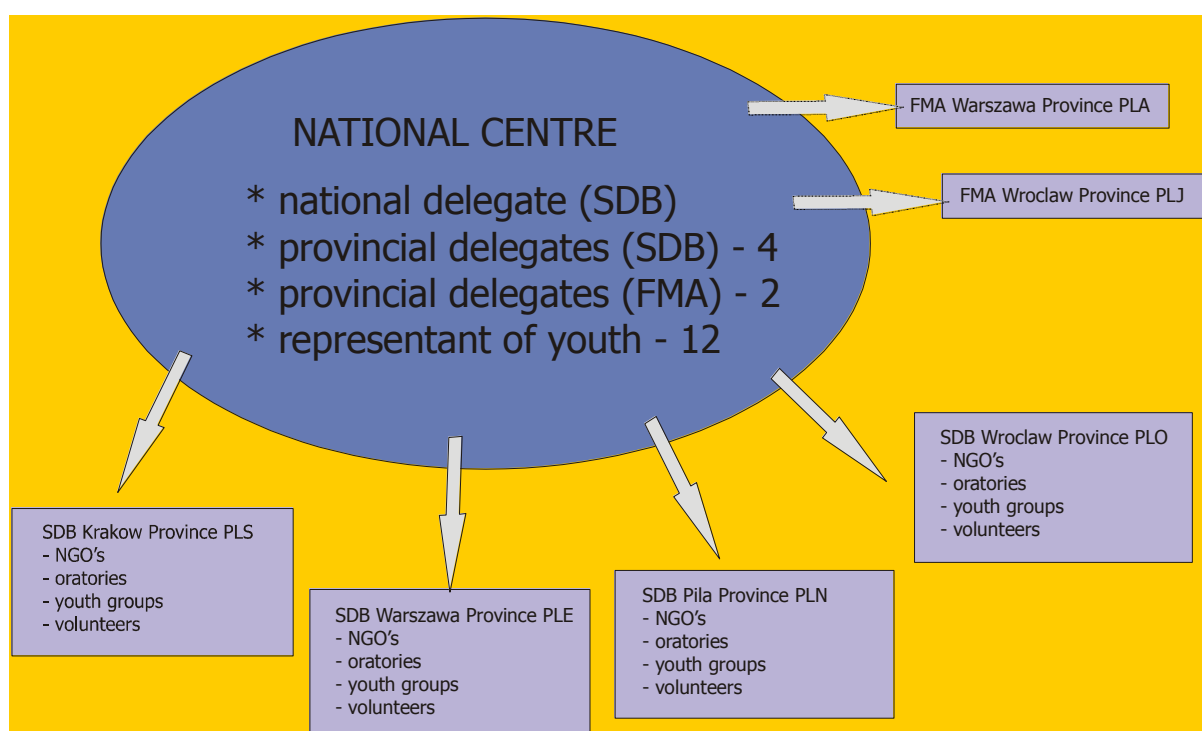 NATIONAL CENTRE
* national delegate (SDB)
* provincial delegates (SDB) - 4
* provincial delegates (FMA) - 2
* representant of youth - 12
FMA Warszawa Province PLA
FMA Wroclaw Province PLJ
SDB Wroclaw Province PLO
- NGO's
- oratories
- youth groups
- volunteers
SDB Krakow Province PLS
- NGO's
- oratories
- youth groups
- volunteers
SDB Warszawa Province PLE
- NGO's
- oratories
- youth groups
- volunteers
SDB Pila Province PLN
- NGO's
- oratories
- youth groups
- volunteers